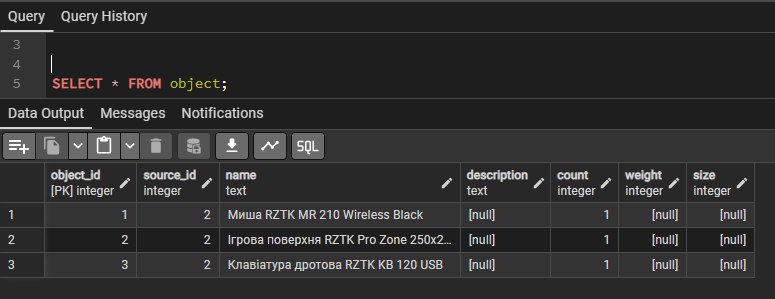 Query Query History
3
4
5 SELECT * FROM object;
Data Output Messages Notifications
SQL
object_id source_id name description count weight size
[PK] integer integer text text integer integer integer
1 1 2 Миша RZTK MR 210 Wireless Black [null] 1 [null] [null]
2 2 2 Ігрова поверхня RZTK Pro Zone 250x2... [null] 1 [null] [null]
3 3 2 Клавіатура дротова RZTK KB 120 USB [null] 1 [null] [null]